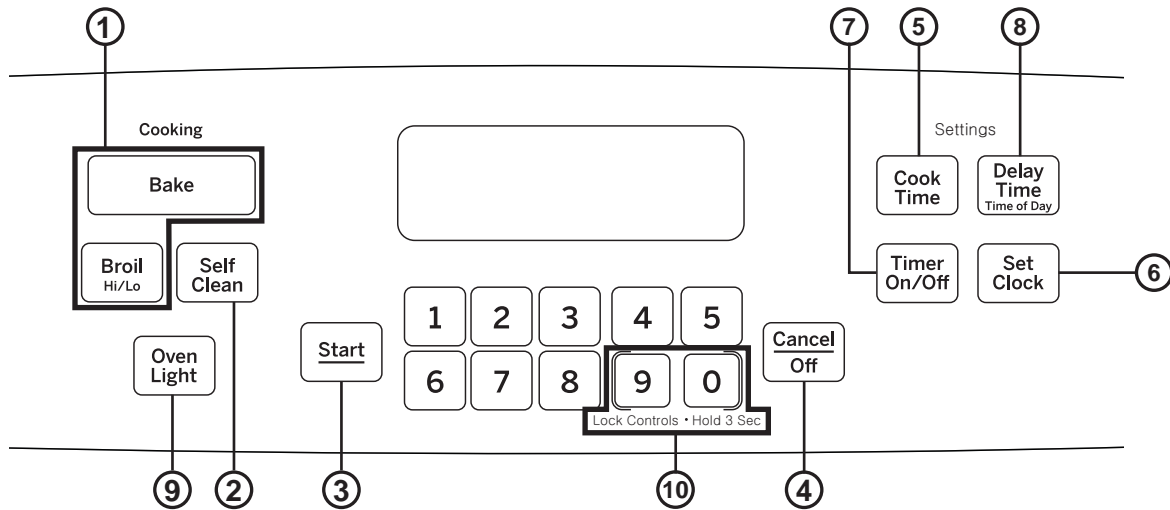 1
7
5
8
Cooking
Settings
Bake
Cook
Time
Delay
Time
Time of Day
Broil
Hi/Lo
Self
Clean
Timer
On/Off
Set
Clock
6
1 2 3 4 5
Oven
Light
Start
6 7 8 9 0
Cancel
Off
Lock Controls • Hold 3 Sec
9
2
3
10
4